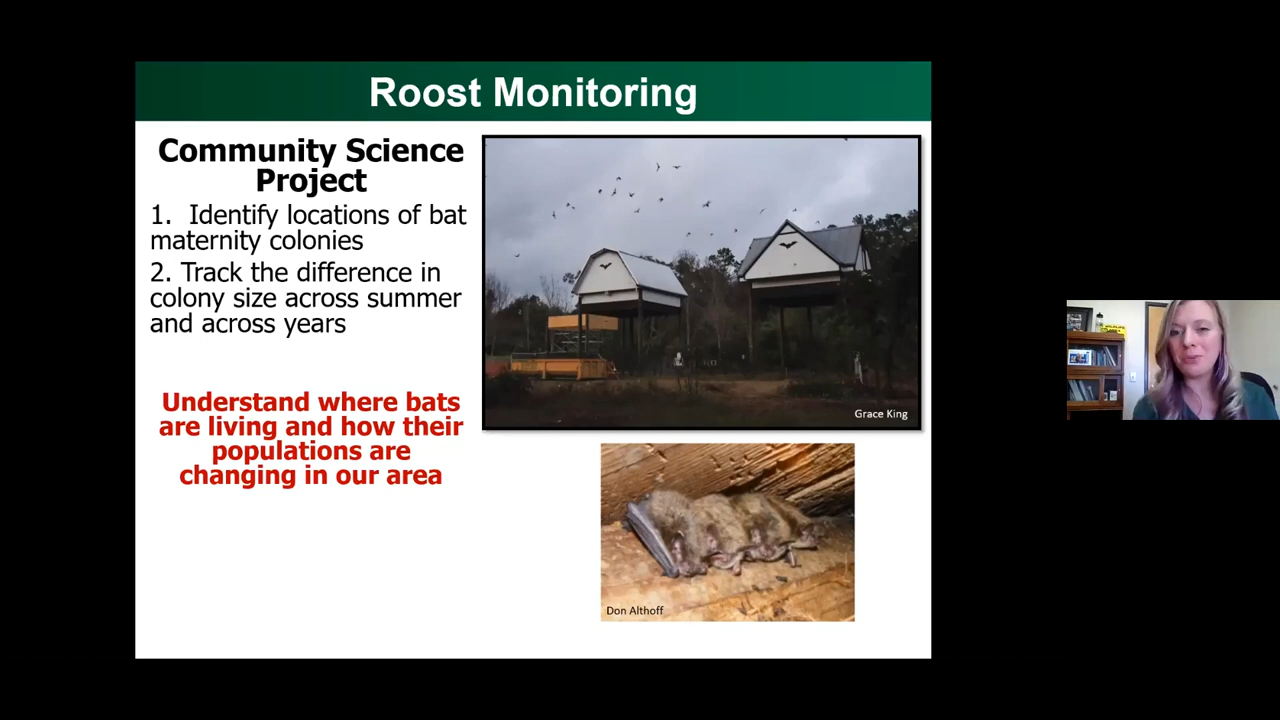 Roost Monitoring
Community Science
Project
1. Identify locations of bat
maternity colonies
2. Track the difference in
colony size across summer
and across years
Understand where bats
are living and how their
populations are
changing in our area
Grace King
Don Althoff